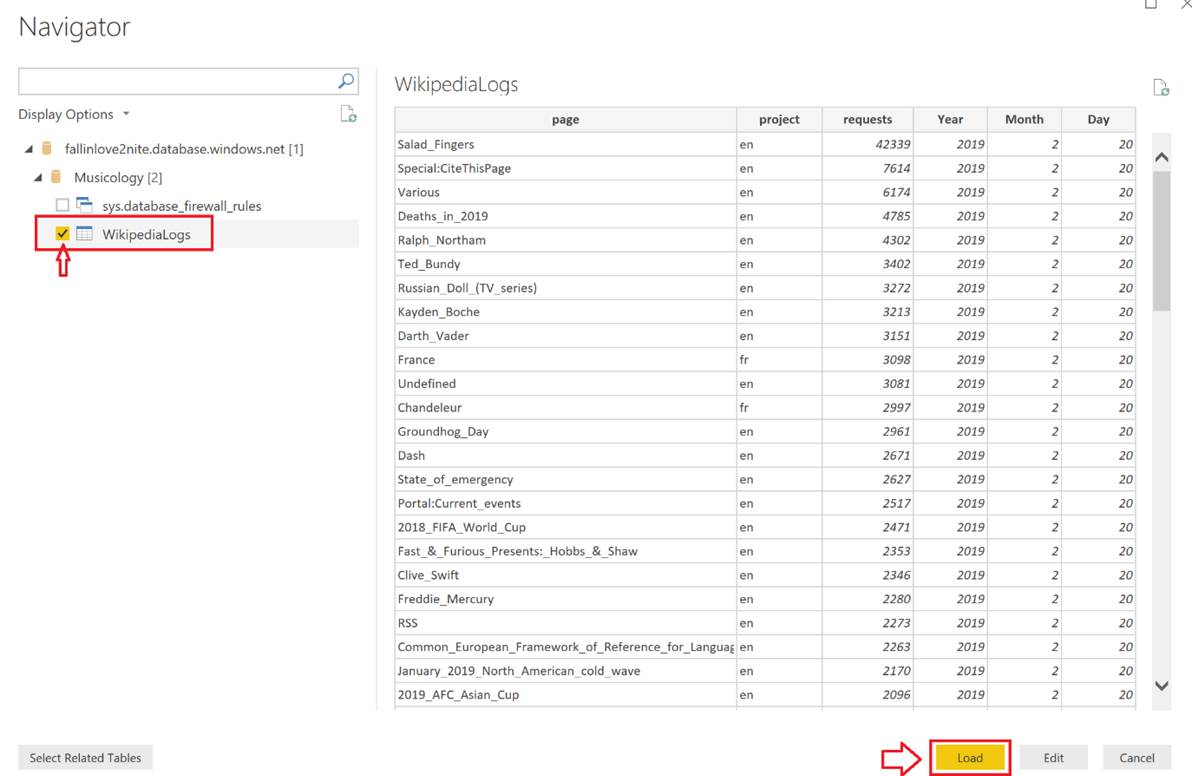 Navigator
Display Options
fallinlove2nite.database.windows.net [1]
Musicology [2]
sys.database_firewall_rules
WikipediaLogs
WikipediaLogs
page project requests Year Month Day
Salad_Fingers en 42339 2019 2 20
Special:CiteThisPage en 7614 2019 2 20
Various en 6174 2019 2 20
Deaths_in_2019 en 4785 2019 2 20
Ralph_Northam en 4302 2019 2 20
Ted_Bundy en 3402 2019 2 20
Russian_Doll_(TV_series) en 3272 2019 2 20
Kayden_Boche en 3213 2019 2 20
Darth_Vader en 3151 2019 2 20
France fr 3098 2019 2 20
Undefined en 3081 2019 2 20
Chandeleur fr 2997 2019 2 20
Groundhog_Day en 2961 2019 2 20
Dash en 2671 2019 2 20
State_of_emergency en 2627 2019 2 20
Portal:Current_events en 2517 2019 2 20
2018_FIFA_World_Cup en 2471 2019 2 20
Fast_&_Furious_Presents:_Hobbs_&_Shaw en 2353 2019 2 20
Clive_Swift en 2346 2019 2 20
Freddie_Mercury en 2280 2019 2 20
RSS en 2273 2019 2 20
Common_European_Framework_of_Reference_for_Languag en 2263 2019 2 20
January_2019_North_American_cold_wave en 2170 2019 2 20
2019_AFC_Asian_Cup en 2096 2019 2 20
Select Related Tables
Load
Edit
Cancel